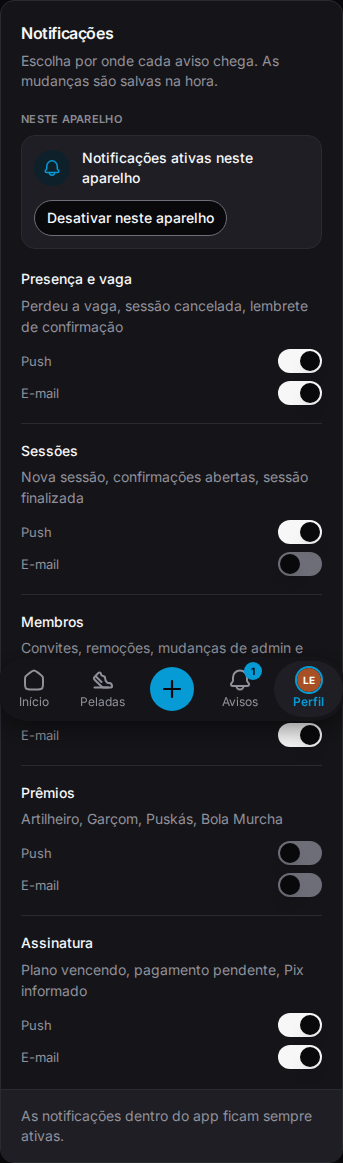 Notificações
Escolha por onde cada aviso chega. As
mudanças são salvas na hora.
NESTE APARELHO
Notificações ativas neste
aparelho
Desativar neste aparelho
Presença e vaga
Perdeu a vaga, sessão cancelada, lembrete
de confirmação
Push
E-mail
Sessões
Nova sessão, confirmações abertas, sessão
finalizada
Push
E-mail
Membros
Convites, remoções, mudanças de admin e
1
LE
Início
Peladas
Avisos
Perfil
E-mail
Prêmios
Artilheiro, Garçom, Puskás, Bola Murcha
Push
E-mail
Assinatura
Plano vencendo, pagamento pendente, Pix
informado
Push
E-mail
As notificações dentro do app ficam sempre
ativas.